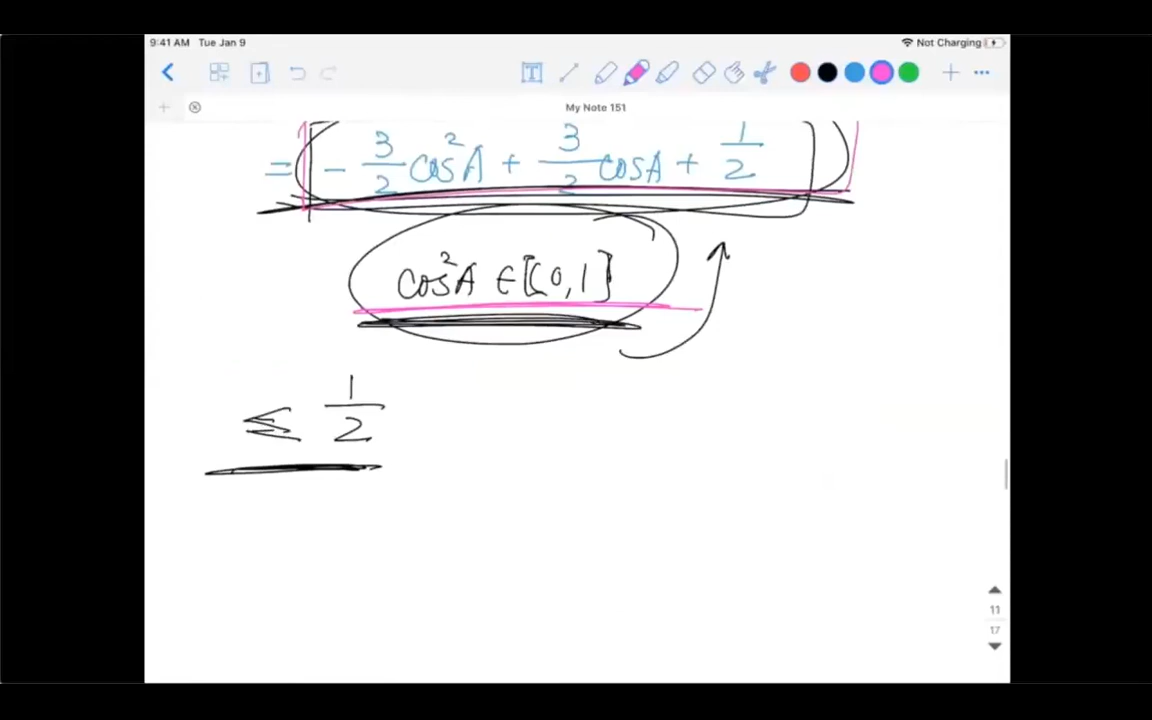 9:41 AM Tue Jan 9 Not Charging
My Note 151
= - 3/2 cos²A + 3/2 cosA + 1/2
cos²A ∈ [0, 1]
≤ 1/2
11
17